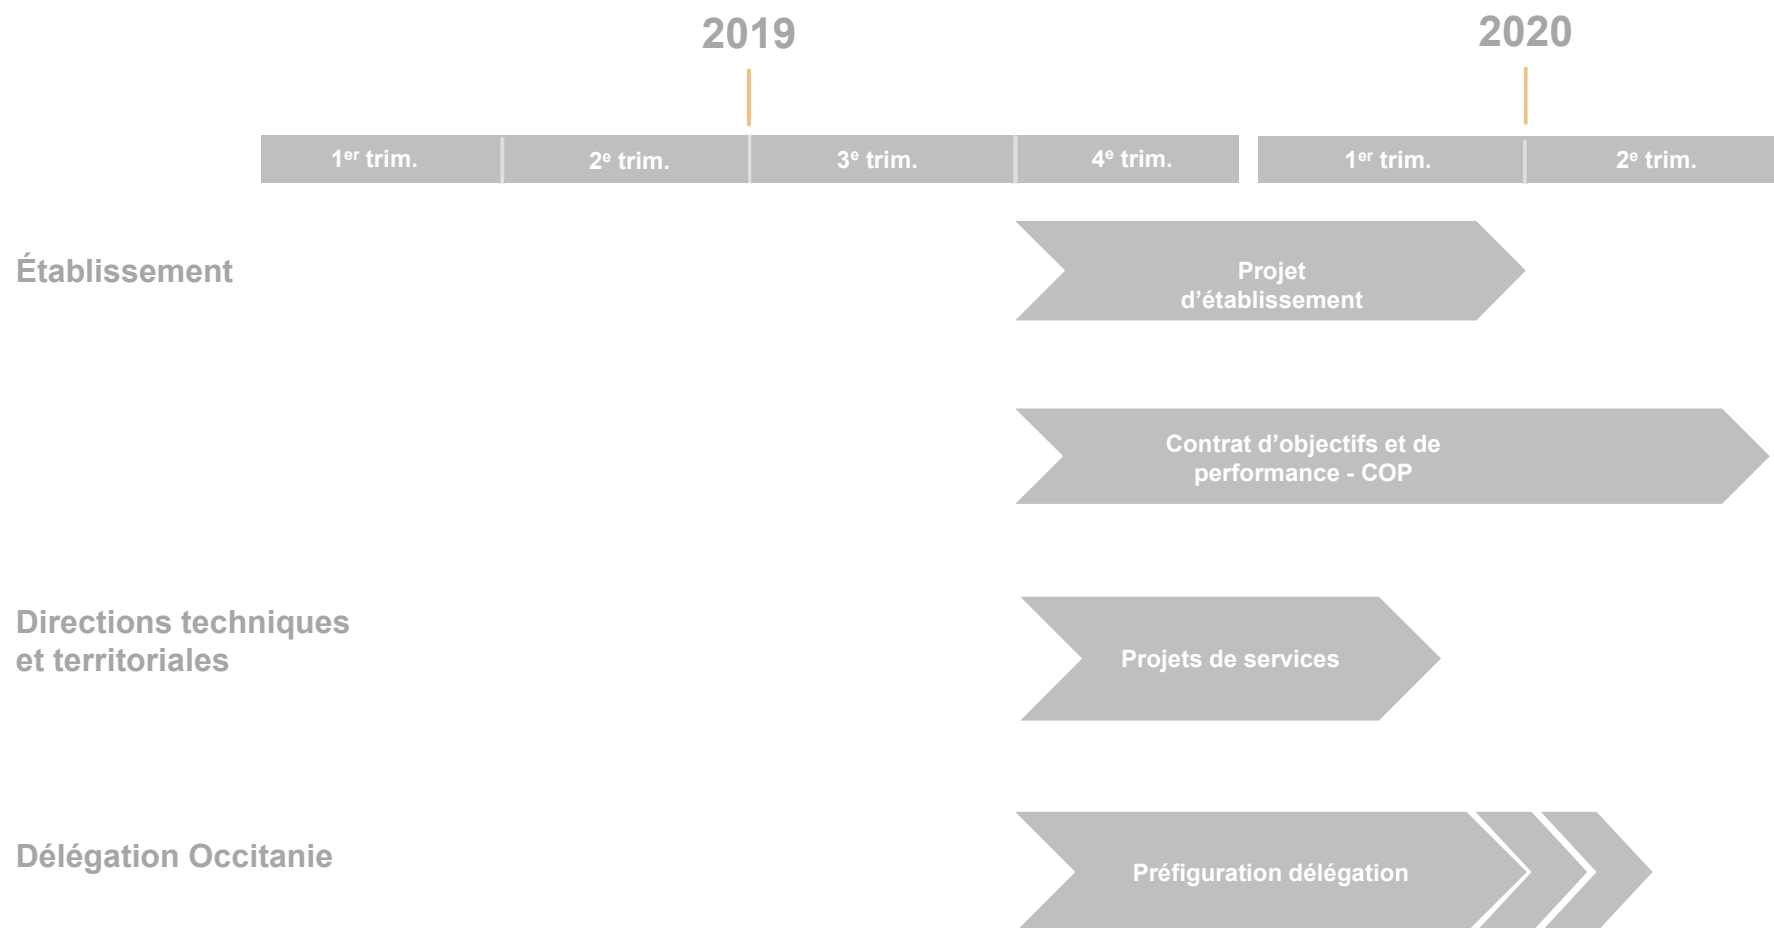 2019
2020
1er trim.
2e trim.
3e trim.
4e trim.
1er trim.
2e trim.
Établissement
Projet
d’établissement
Contrat d’objectifs et de
performance - COP
Directions techniques
et territoriales
Projets de services
Délégation Occitanie
Préfiguration délégation